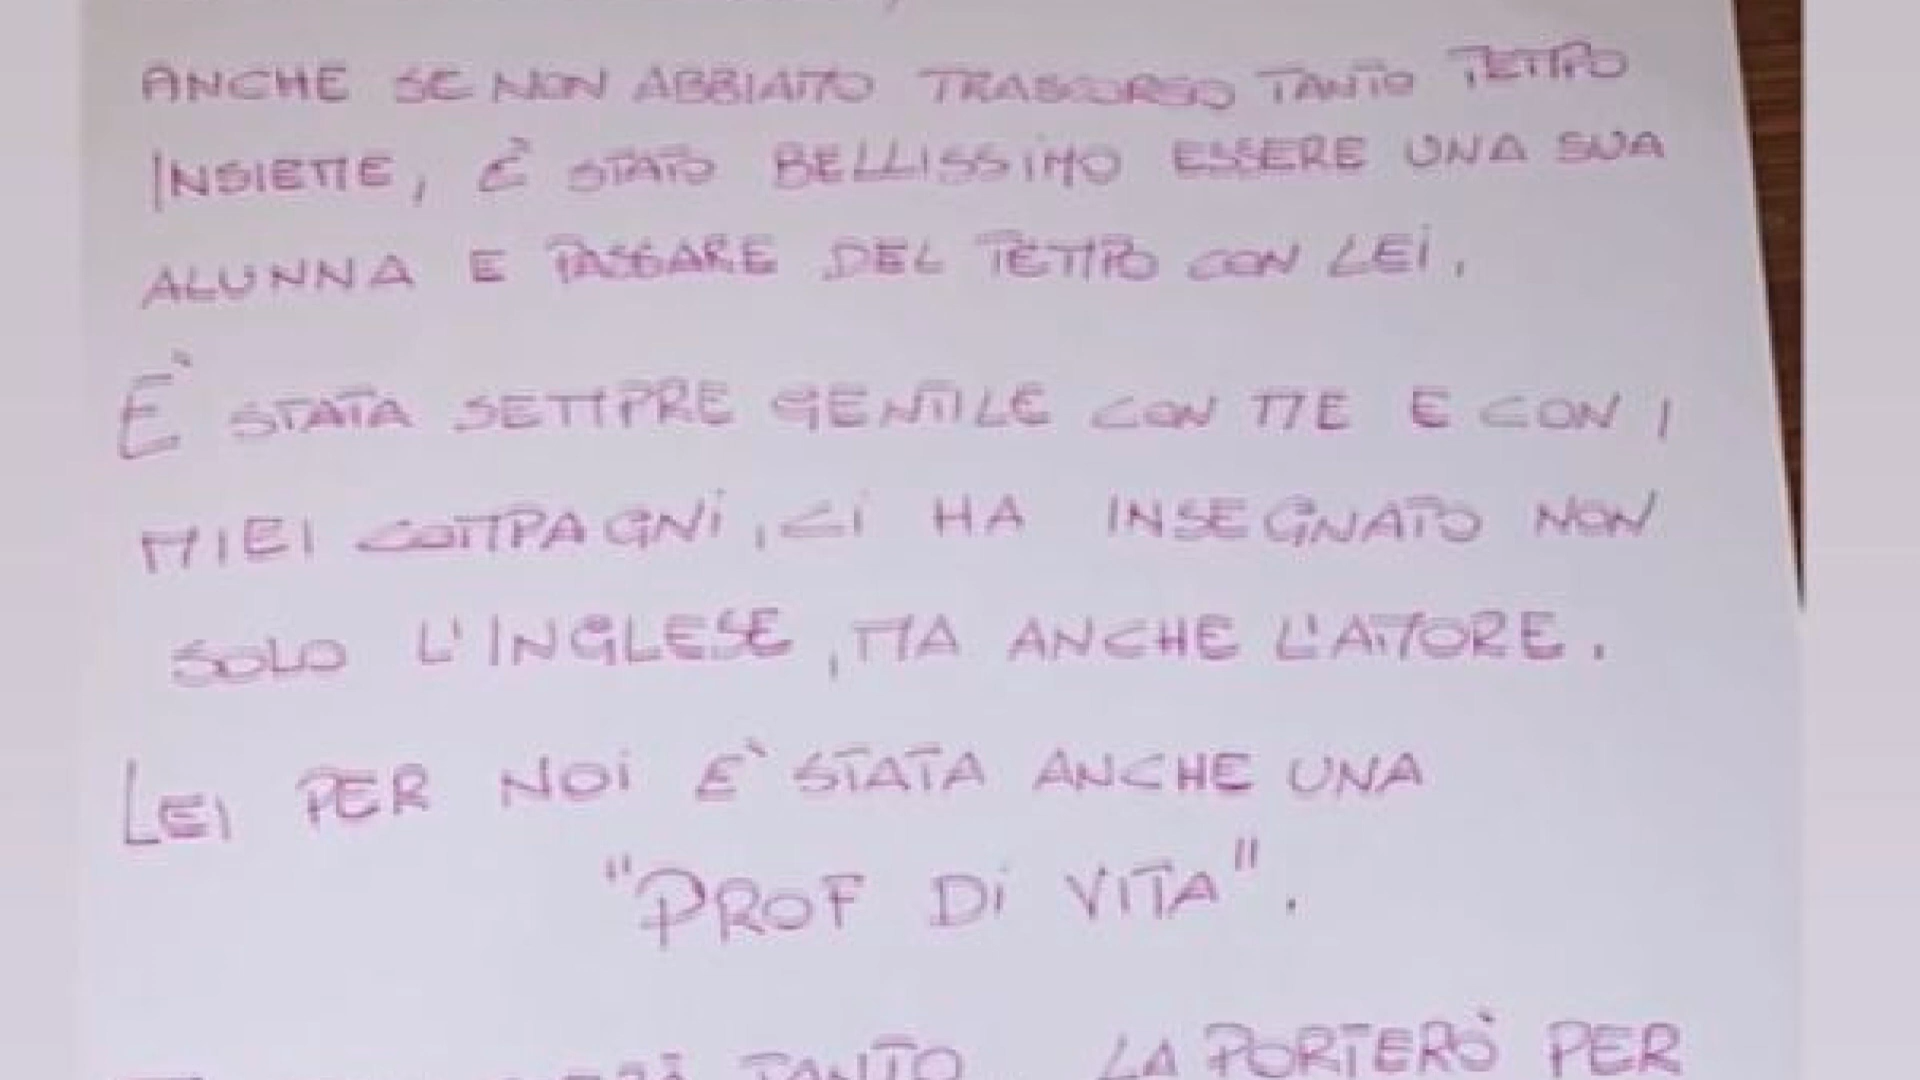 ANCHE SE NON ABBIAMO TRASCORSO TANTO TEMPO
INSIEME, È STATO BELLISSIMO ESSERE UNA SUA
ALUNNA E PASSARE DEL TEMPO CON LEI.
È STATA SEMPRE GENTILE CON ME E CON I
MIEI COMPAGNI, CI HA INSEGNATO NON
SOLO L'INGLESE, MA ANCHE L'AMORE.
LEI PER NOI È STATA ANCHE UNA
"PROF DI VITA".
TANTO LA PORTERÒ PER